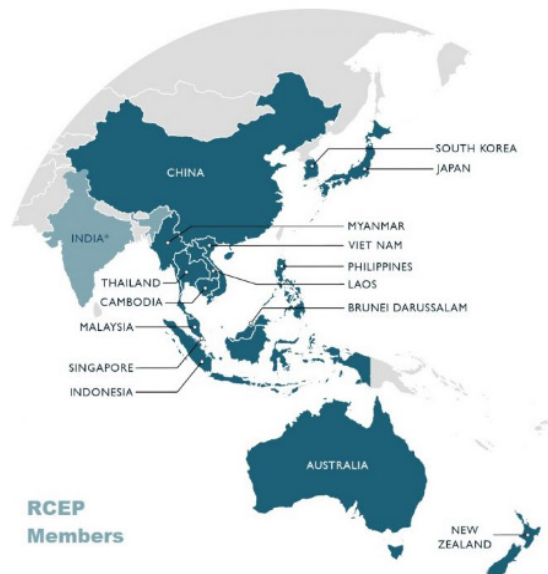 SOUTH KOREA
CHINA
JAPAN
MYANMAR
INDIA*
VIET NAM
PHILIPPINES
THAILAND
LAOS
CAMBODIA
BRUNEI DARUSSALAM
MALAYSIA
SINGAPORE
INDONESIA
AUSTRALIA
RCEP
Members
NEW
ZEALAND